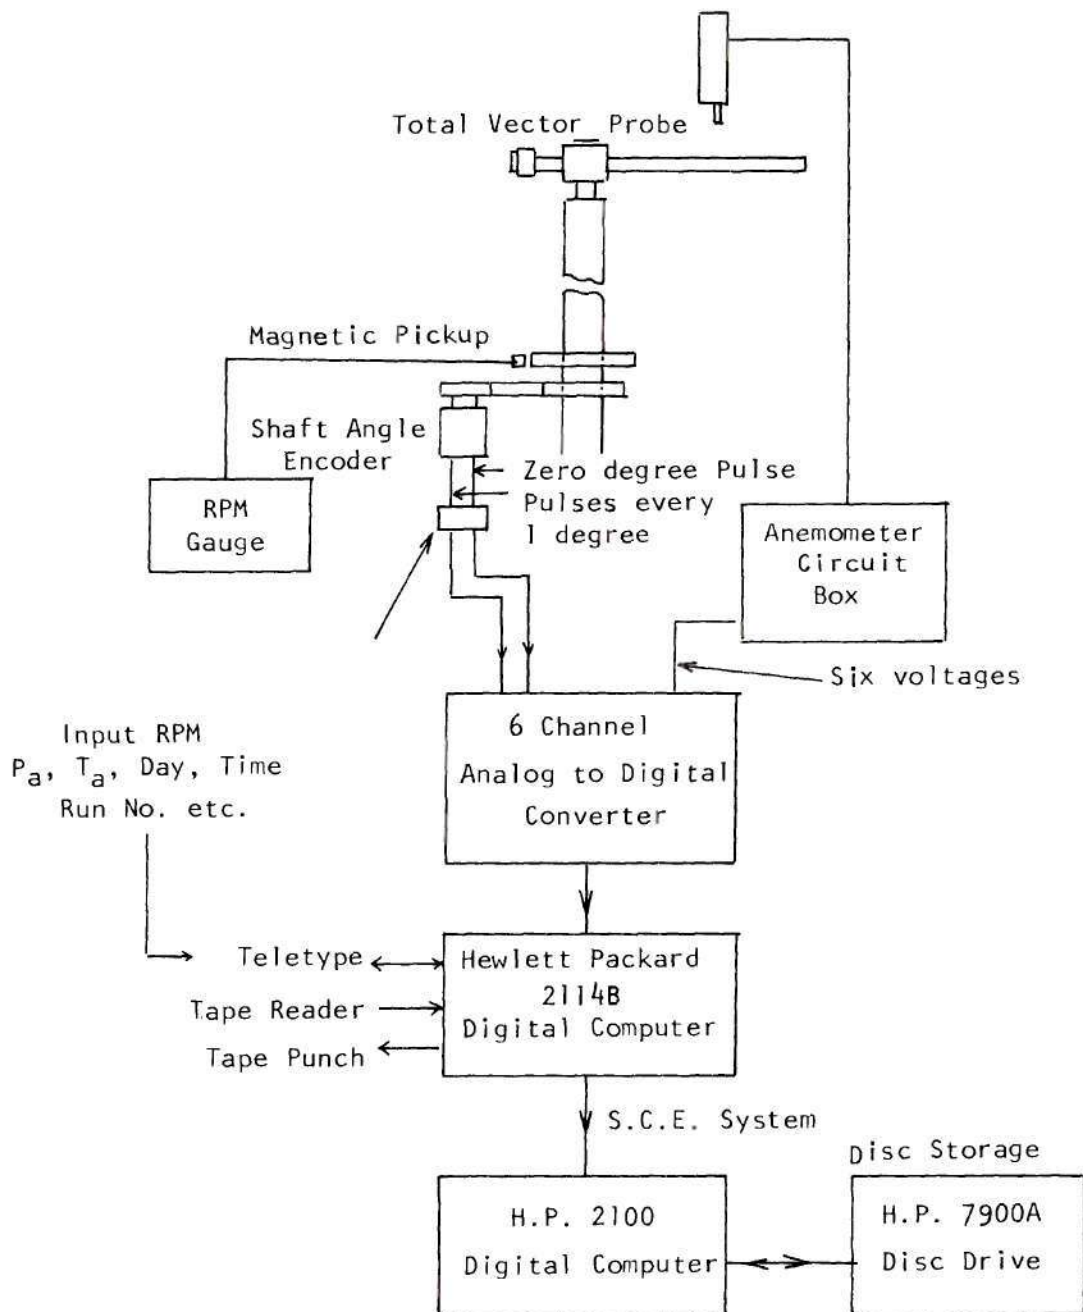 Total Vector Probe
Magnetic Pickup
Shaft Angle
Encoder
Zero degree Pulse
Pulses every
1 degree
RPM
Gauge
Anemometer
Circuit
Box
Six voltages
6 Channel
Analog to Digital
Converter
Input RPM
Pa, Ta, Day, Time
Run No. etc.
Teletype
Tape Reader
Tape Punch
Hewlett Packard
2114B
Digital Computer
S.C.E. System
Disc Storage
H.P. 2100
Digital Computer
H.P. 7900A
Disc Drive